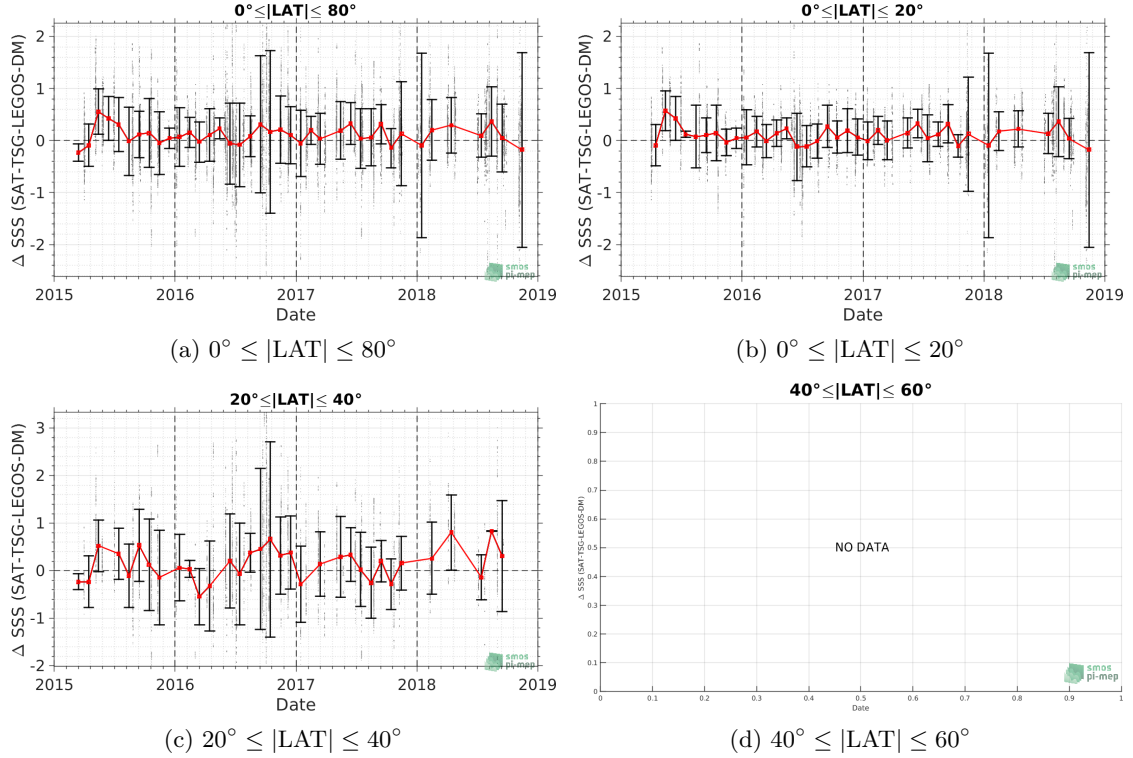 0°≤|LAT|≤ 80°
Δ SSS (SAT-TSG-LEGOS-DM)
2
1
0
-1
-2
2015 2016 2017 2018 2019
Date
smos
pi-mep
(a) 0° ≤ |LAT| ≤ 80°
0°≤|LAT|≤ 20°
Δ SSS (SAT-TSG-LEGOS-DM)
2
1
0
-1
-2
2015 2016 2017 2018 2019
Date
smos
pi-mep
(b) 0° ≤ |LAT| ≤ 20°
20°≤|LAT|≤ 40°
Δ SSS (SAT-TSG-LEGOS-DM)
3
2
1
0
-1
-2
2015 2016 2017 2018 2019
Date
smos
pi-mep
(c) 20° ≤ |LAT| ≤ 40°
40°≤|LAT|≤ 60°
Δ SSS (SAT-TSG-LEGOS-DM)
1
0.9
0.8
0.7
0.6
0.5
0.4
0.3
0.2
0.1
0
NO DATA
0 0.1 0.2 0.3 0.4 0.5 0.6 0.7 0.8 0.9 1
Date
smos
pi-mep
(d) 40° ≤ |LAT| ≤ 60°